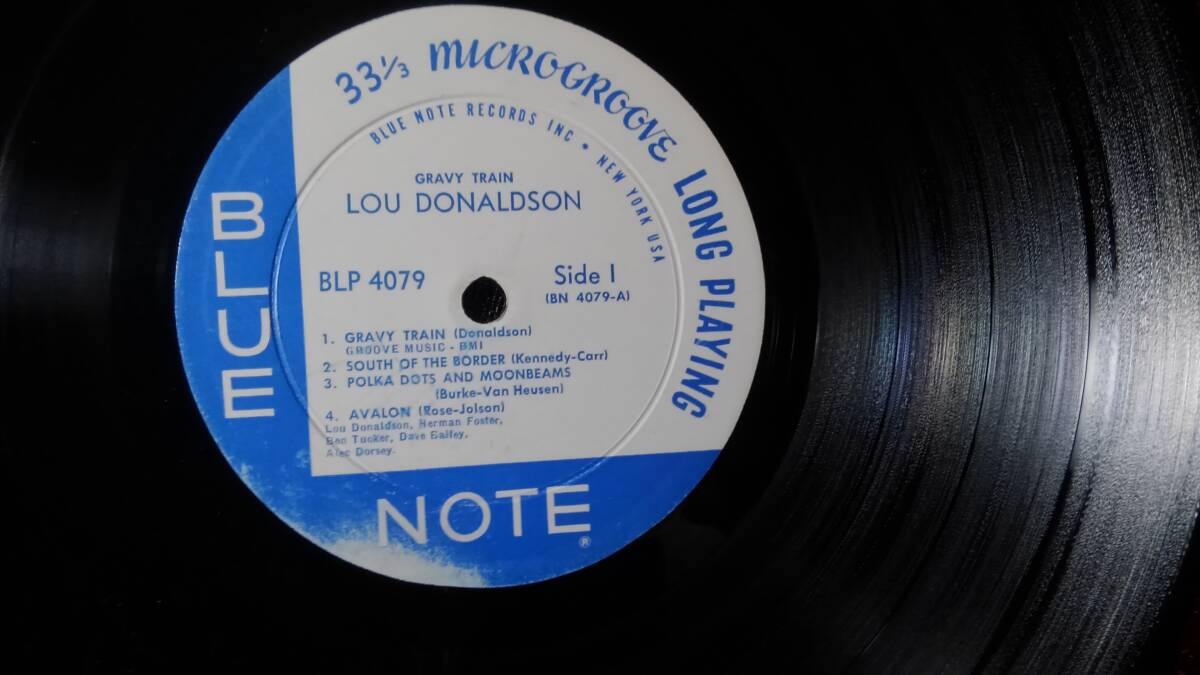 33⅓ MICROGROOVE LONG PLAYING
BLUE NOTE RECORDS INC • NEW YORK USA
GRAVY TRAIN
LOU DONALDSON
BLP 4079
Side 1
(BN 4079-A)
1. GRAVY TRAIN (Donaldson)
GROOVE MUSIC - BMI
2. SOUTH OF THE BORDER (Kennedy-Carr)
3. POLKA DOTS AND MOONBEAMS
(Burke-Van Heusen)
4. AVALON (Rose-Jolson)
Lou Donaldson, Herman Foster,
Ben Tucker, Dave Bailey,
Alec Dorsey.
BLUE
NOTE
®